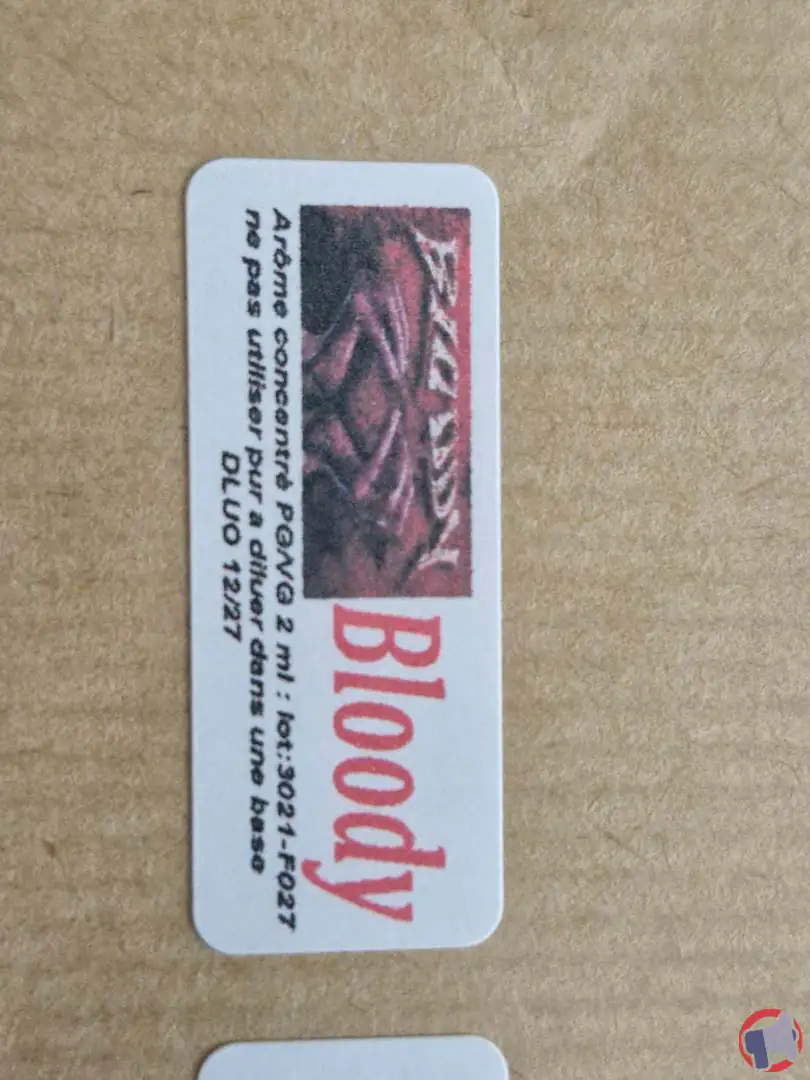 BLOODY
Bloody
Arôme concentré PG/VG 2 ml : lot:3021-F027
ne pas utiliser pur a diluer dans une base
DLUO 12/27